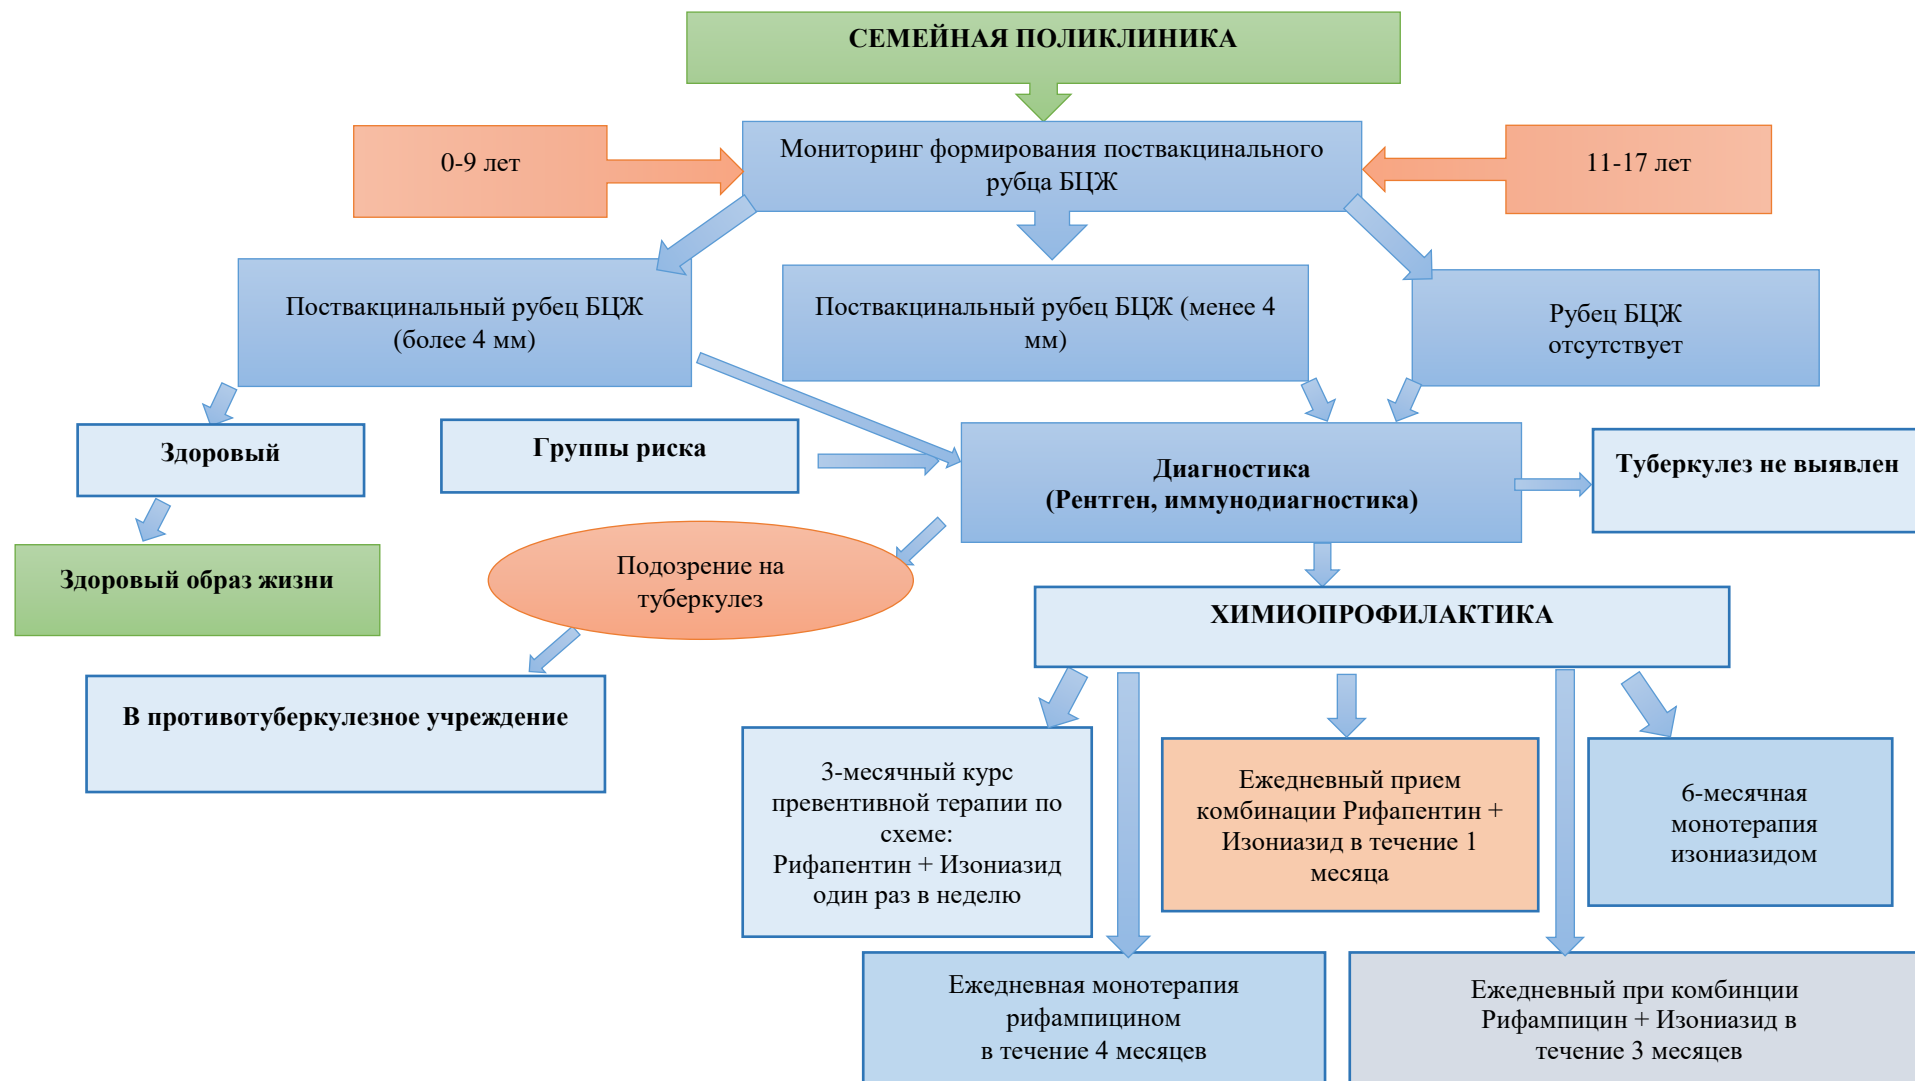 СЕМЕЙНАЯ ПОЛИКЛИНИКА
0-9 лет
Мониторинг формирования поствакцинального
рубца БЦЖ
11-17 лет
Поствакцинальный рубец БЦЖ
(более 4 мм)
Поствакцинальный рубец БЦЖ (менее 4
мм)
Рубец БЦЖ
отсутствует
Здоровый
Группы риска
Диагностика
(Рентген, иммунодиагностика)
Туберкулез не выявлен
Здоровый образ жизни
Подозрение на
туберкулез
ХИМИОПРОФИЛАКТИКА
В противотуберкулезное учреждение
3-месячный курс
превентивной терапии по
схеме:
Рифапентин + Изониазид
один раз в неделю
Ежедневный прием
комбинации Рифапентин +
Изониазид в течение 1
месяца
6-месячная
монотерапия
изониазидом
Ежедневная монотерапия
рифампицином
в течение 4 месяцев
Ежедневный при комбинции
Рифампицин + Изониазид в
течение 3 месяцев